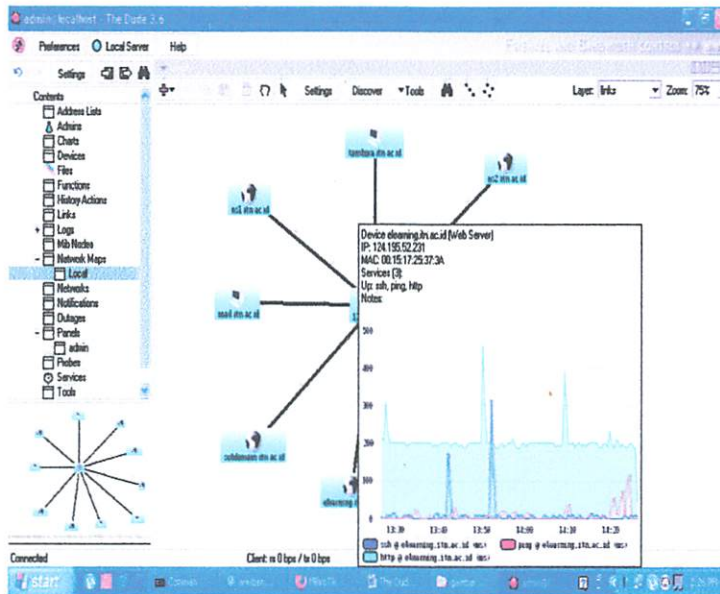 admin@localhost - The Dude 3.6
Preferences
Local Server
Help
Settings
Contents
Address Lists
Admins
Charts
Devices
Files
Functions
History Actions
Links
Logs
Mib Nodes
Network Maps
Local
Networks
Notifications
Outages
Panels
admin
Probes
Services
Tools
Settings
Discover
Tools
Layer: links
Zoom: 75%
tambora.itn.ac.id
ns2.itn.ac.id
ns1.itn.ac.id
subdomain.itn.ac.id
Device elearning.itn.ac.id (Web Server)
IP: 124.195.52.231
MAC: 00:15:17:25:37:3A
Services (3):
Up: ssh, ping, http
Notes:
500
400
300
200
100
0
13:30 13:40 13:50 14:00 14:10 14:20
ssh @ elearning.itn.ac.id (ms)
ping @ elearning.itn.ac.id (ms)
http @ elearning.itn.ac.id (ms)
Connected
Client: rx 0 bps / tx 0 bps
start